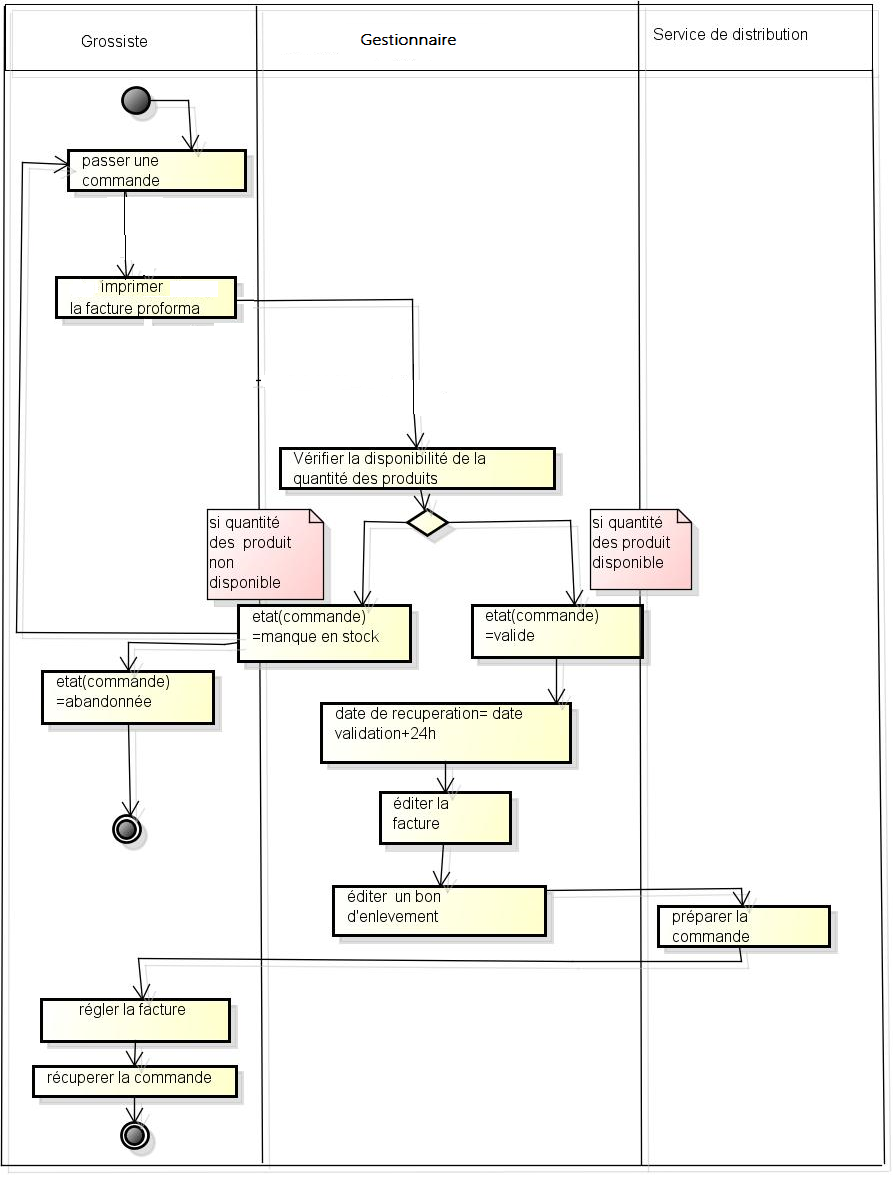 Grossiste
Gestionnaire
Service de distribution
passer une
commande
imprimer
la facture proforma
Vérifier la disponibilité de la
quantité des produits
si quantité
des produit
non
disponible
si quantité
des produit
disponible
etat(commande)
=manque en stock
etat(commande)
=valide
etat(commande)
=abandonnée
date de recuperation= date
validation+24h
éditer la
facture
éditer un bon
d'enlevement
préparer la
commande
régler la facture
récuperer la commande